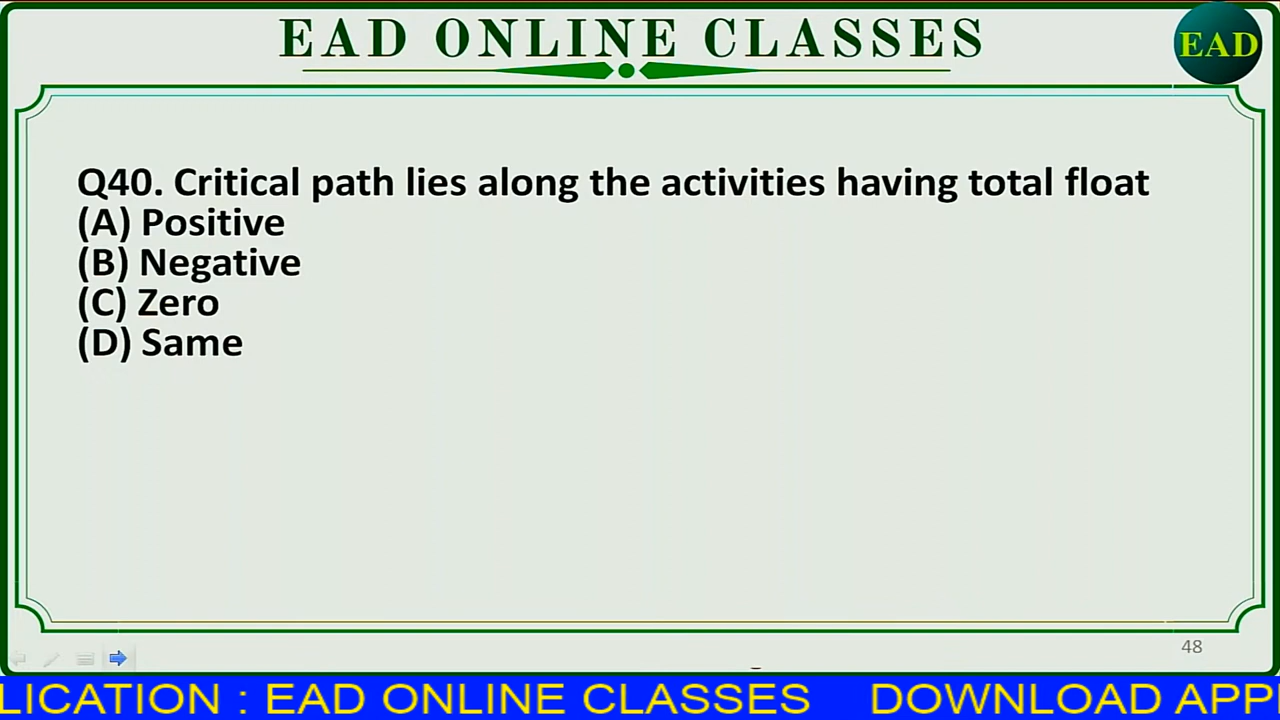 EAD ONLINE CLASSES
EAD
Q40. Critical path lies along the activities having total float
(A) Positive
(B) Negative
(C) Zero
(D) Same
48
LICATION : EAD ONLINE CLASSES DOWNLOAD APP